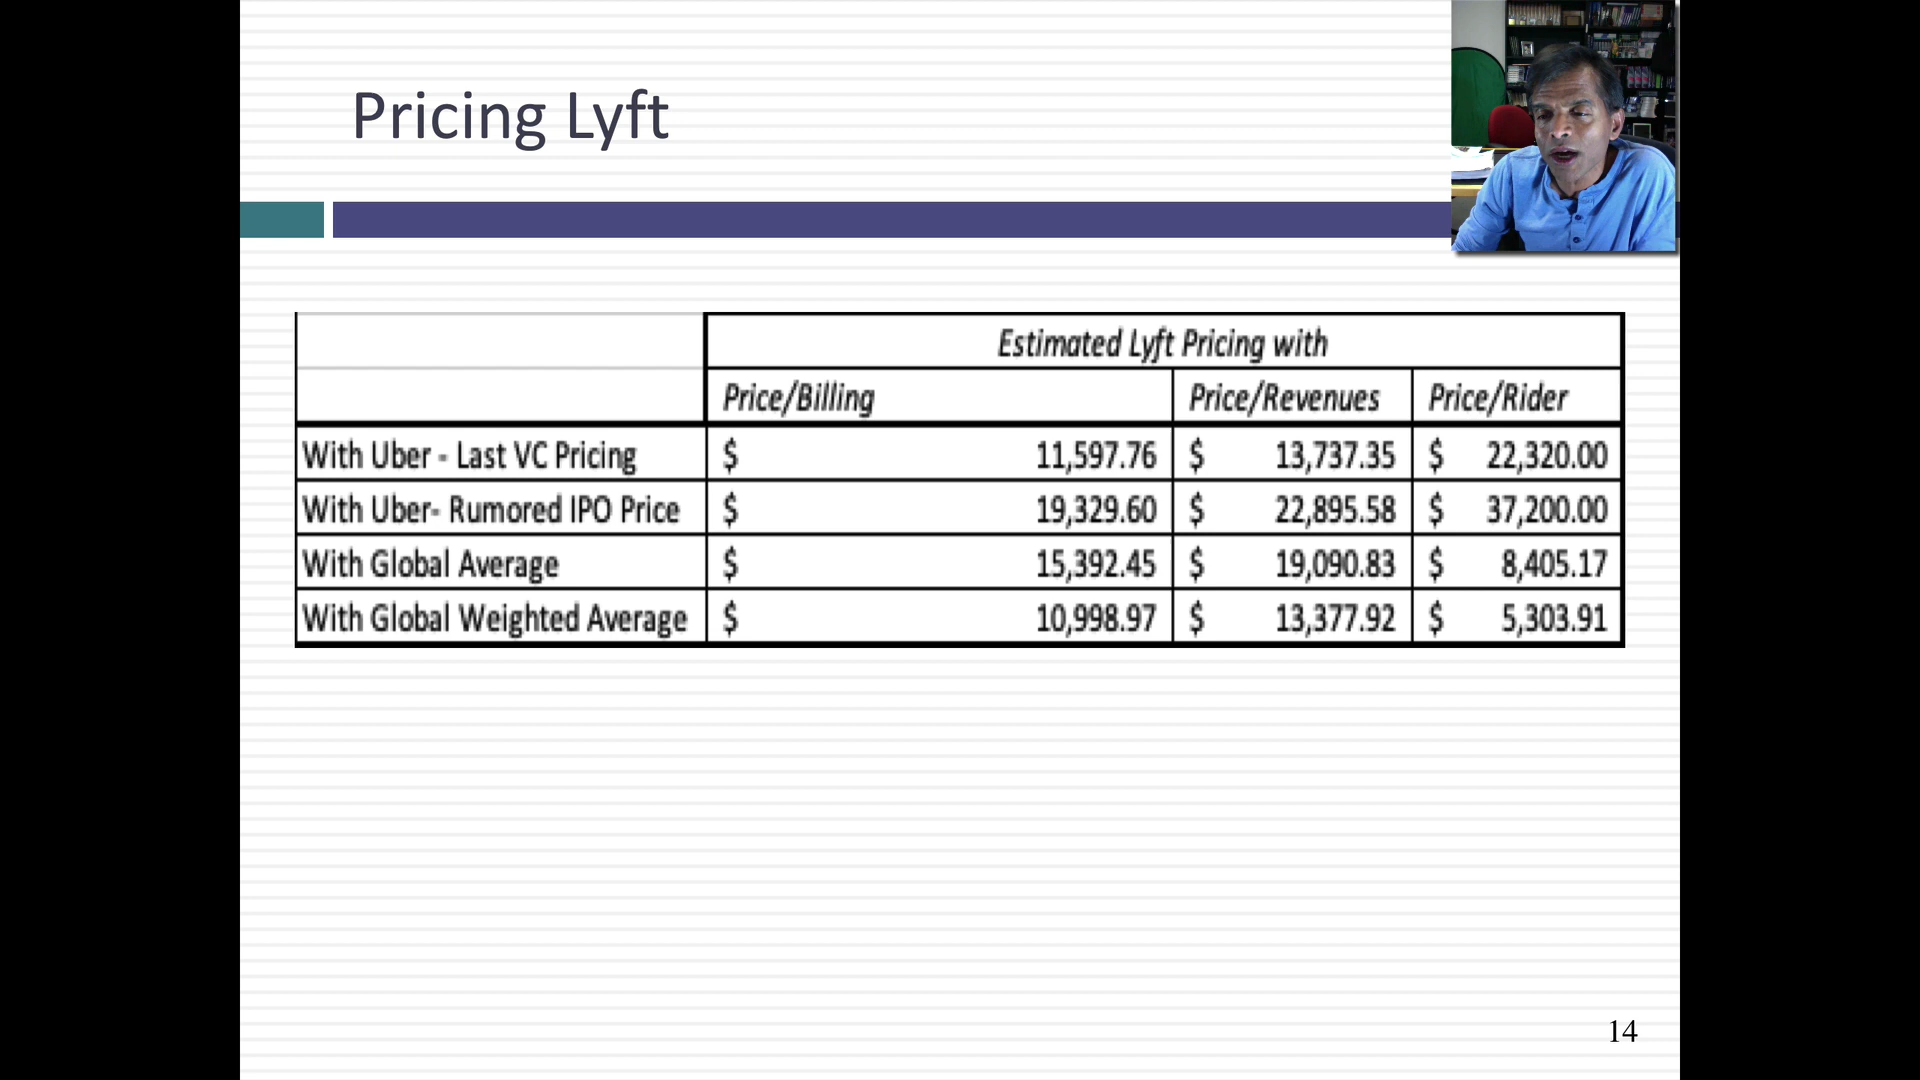 Pricing Lyft
Estimated Lyft Pricing with
Price/Billing Price/Revenues Price/Rider
With Uber - Last VC Pricing $ 11,597.76 $ 13,737.35 $ 22,320.00
With Uber- Rumored IPO Price $ 19,329.60 $ 22,895.58 $ 37,200.00
With Global Average $ 15,392.45 $ 19,090.83 $ 8,405.17
With Global Weighted Average $ 10,998.97 $ 13,377.92 $ 5,303.91
14